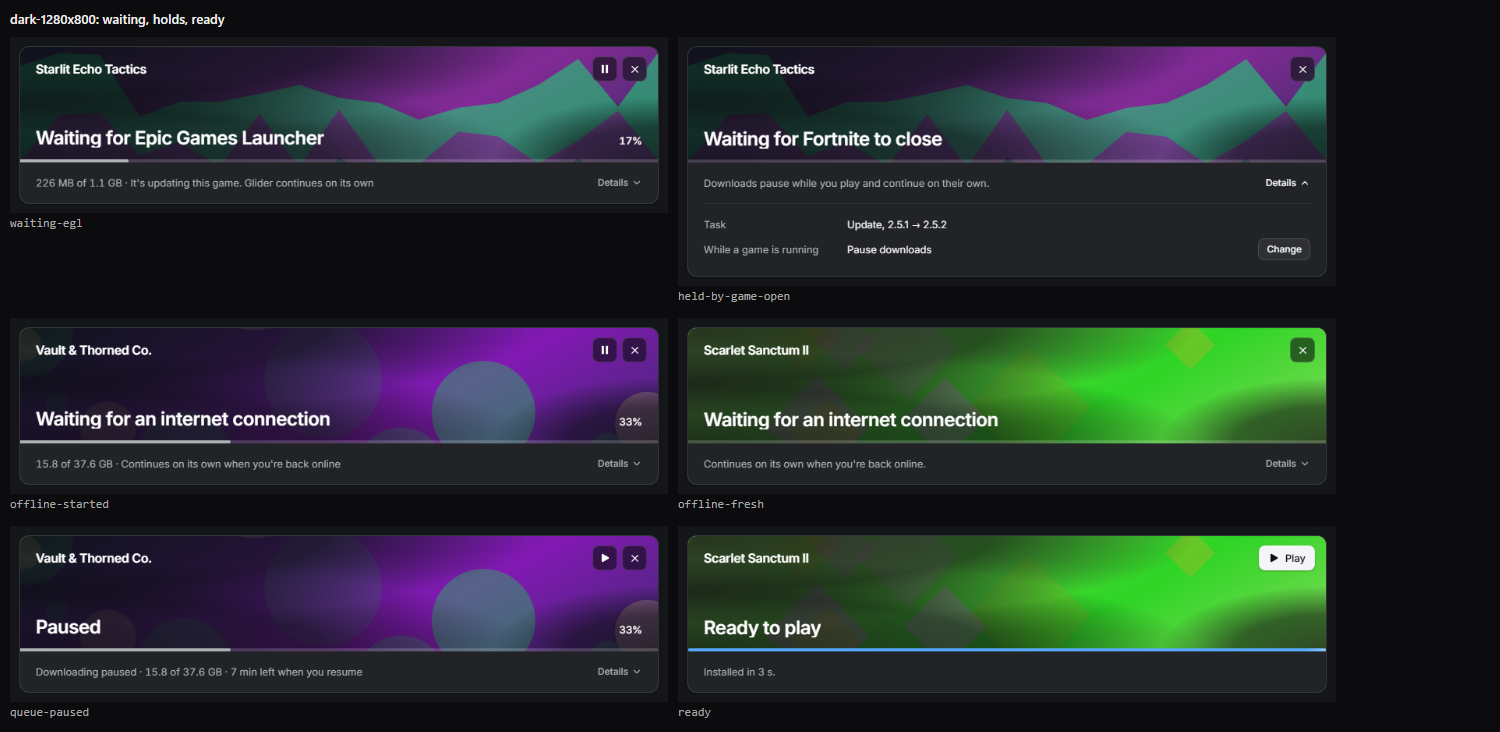 dark-1280x800: waiting, holds, ready
Starlit Echo Tactics
Waiting for Epic Games Launcher
17%
226 MB of 1.1 GB · It's updating this game. Glider continues on its own
Details
waiting-egl
Starlit Echo Tactics
Waiting for Fortnite to close
Downloads pause while you play and continue on their own.
Details
Task
Update, 2.5.1 → 2.5.2
While a game is running
Pause downloads
Change
held-by-game-open
Vault & Thorned Co.
Waiting for an internet connection
33%
15.8 of 37.6 GB · Continues on its own when you're back online
Details
offline-started
Scarlet Sanctum II
Waiting for an internet connection
Continues on its own when you're back online.
Details
offline-fresh
Vault & Thorned Co.
Paused
33%
Downloading paused · 15.8 of 37.6 GB · 7 min left when you resume
Details
queue-paused
Scarlet Sanctum II
Play
Ready to play
Installed in 3 s.
ready